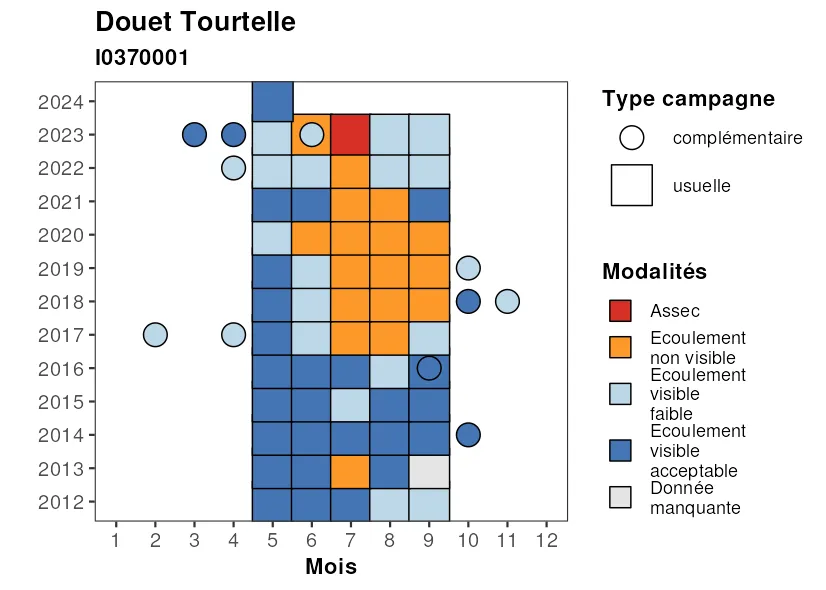 Douet Tourtelle
I0370001
2024
2023
2022
2021
2020
2019
2018
2017
2016
2015
2014
2013
2012
1 2 3 4 5 6 7 8 9 10 11 12
Mois
Type campagne
complémentaire
usuelle
Modalités
Assec
Ecoulement
non visible
Ecoulement
visible
faible
Ecoulement
visible
acceptable
Donnée
manquante